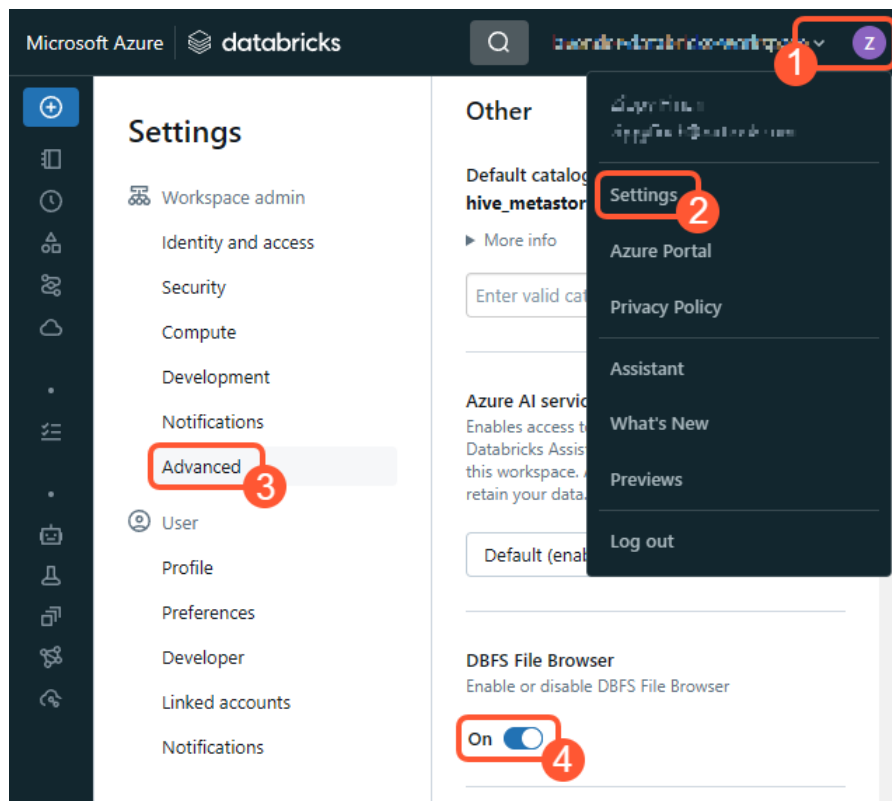 Microsoft Azure databricks
1
Z
Settings
Workspace admin
Identity and access
Security
Compute
Development
Notifications
Advanced
3
User
Profile
Preferences
Developer
Linked accounts
Notifications
Other
Default catalog
hive_metastor
More info
Enter valid cat
Azure AI servic
Enables access t
Databricks Assis
this workspace.
retain your data.
Default (enab
DBFS File Browser
Enable or disable DBFS File Browser
On
4
Settings
2
Azure Portal
Privacy Policy
Assistant
What's New
Previews
Log out